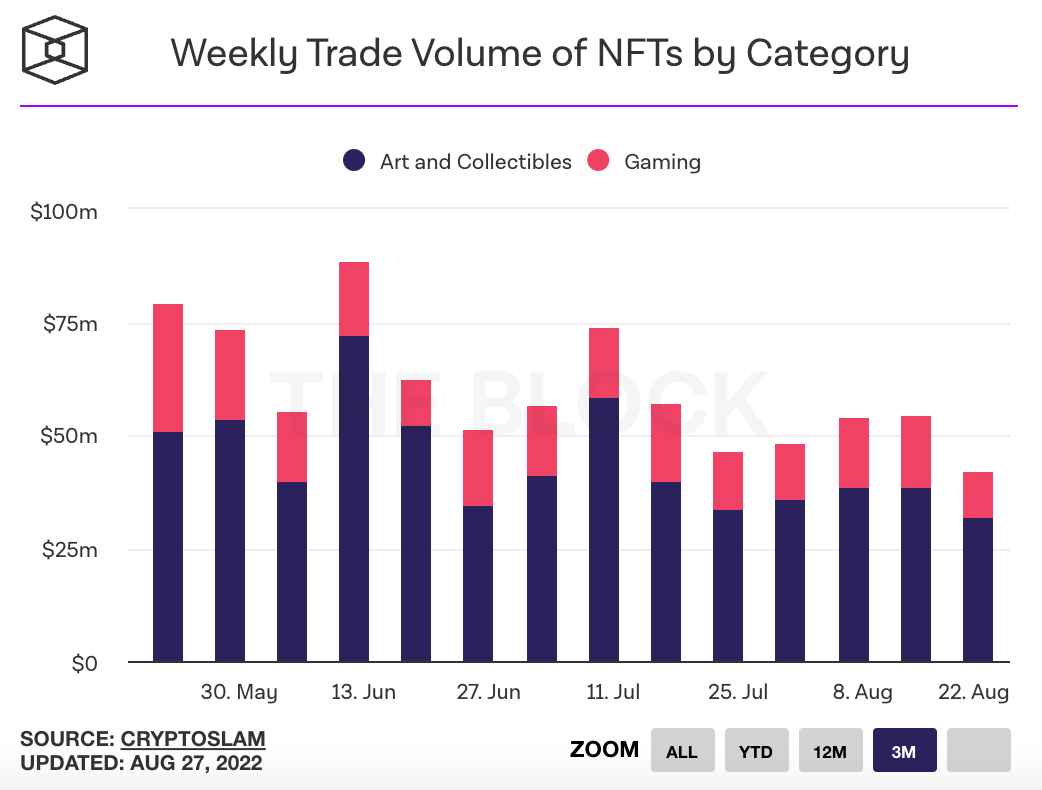 Weekly Trade Volume of NFTs by Category
Art and Collectibles Gaming
$100m
$75m
THE BLOCK
$50m
$25m
$0
30. May 13. Jun 27. Jun 11. Jul 25. Jul 8. Aug 22. Aug
SOURCE: CRYPTOSLAM
UPDATED: AUG 27, 2022
ZOOM ALL YTD 12M 3M